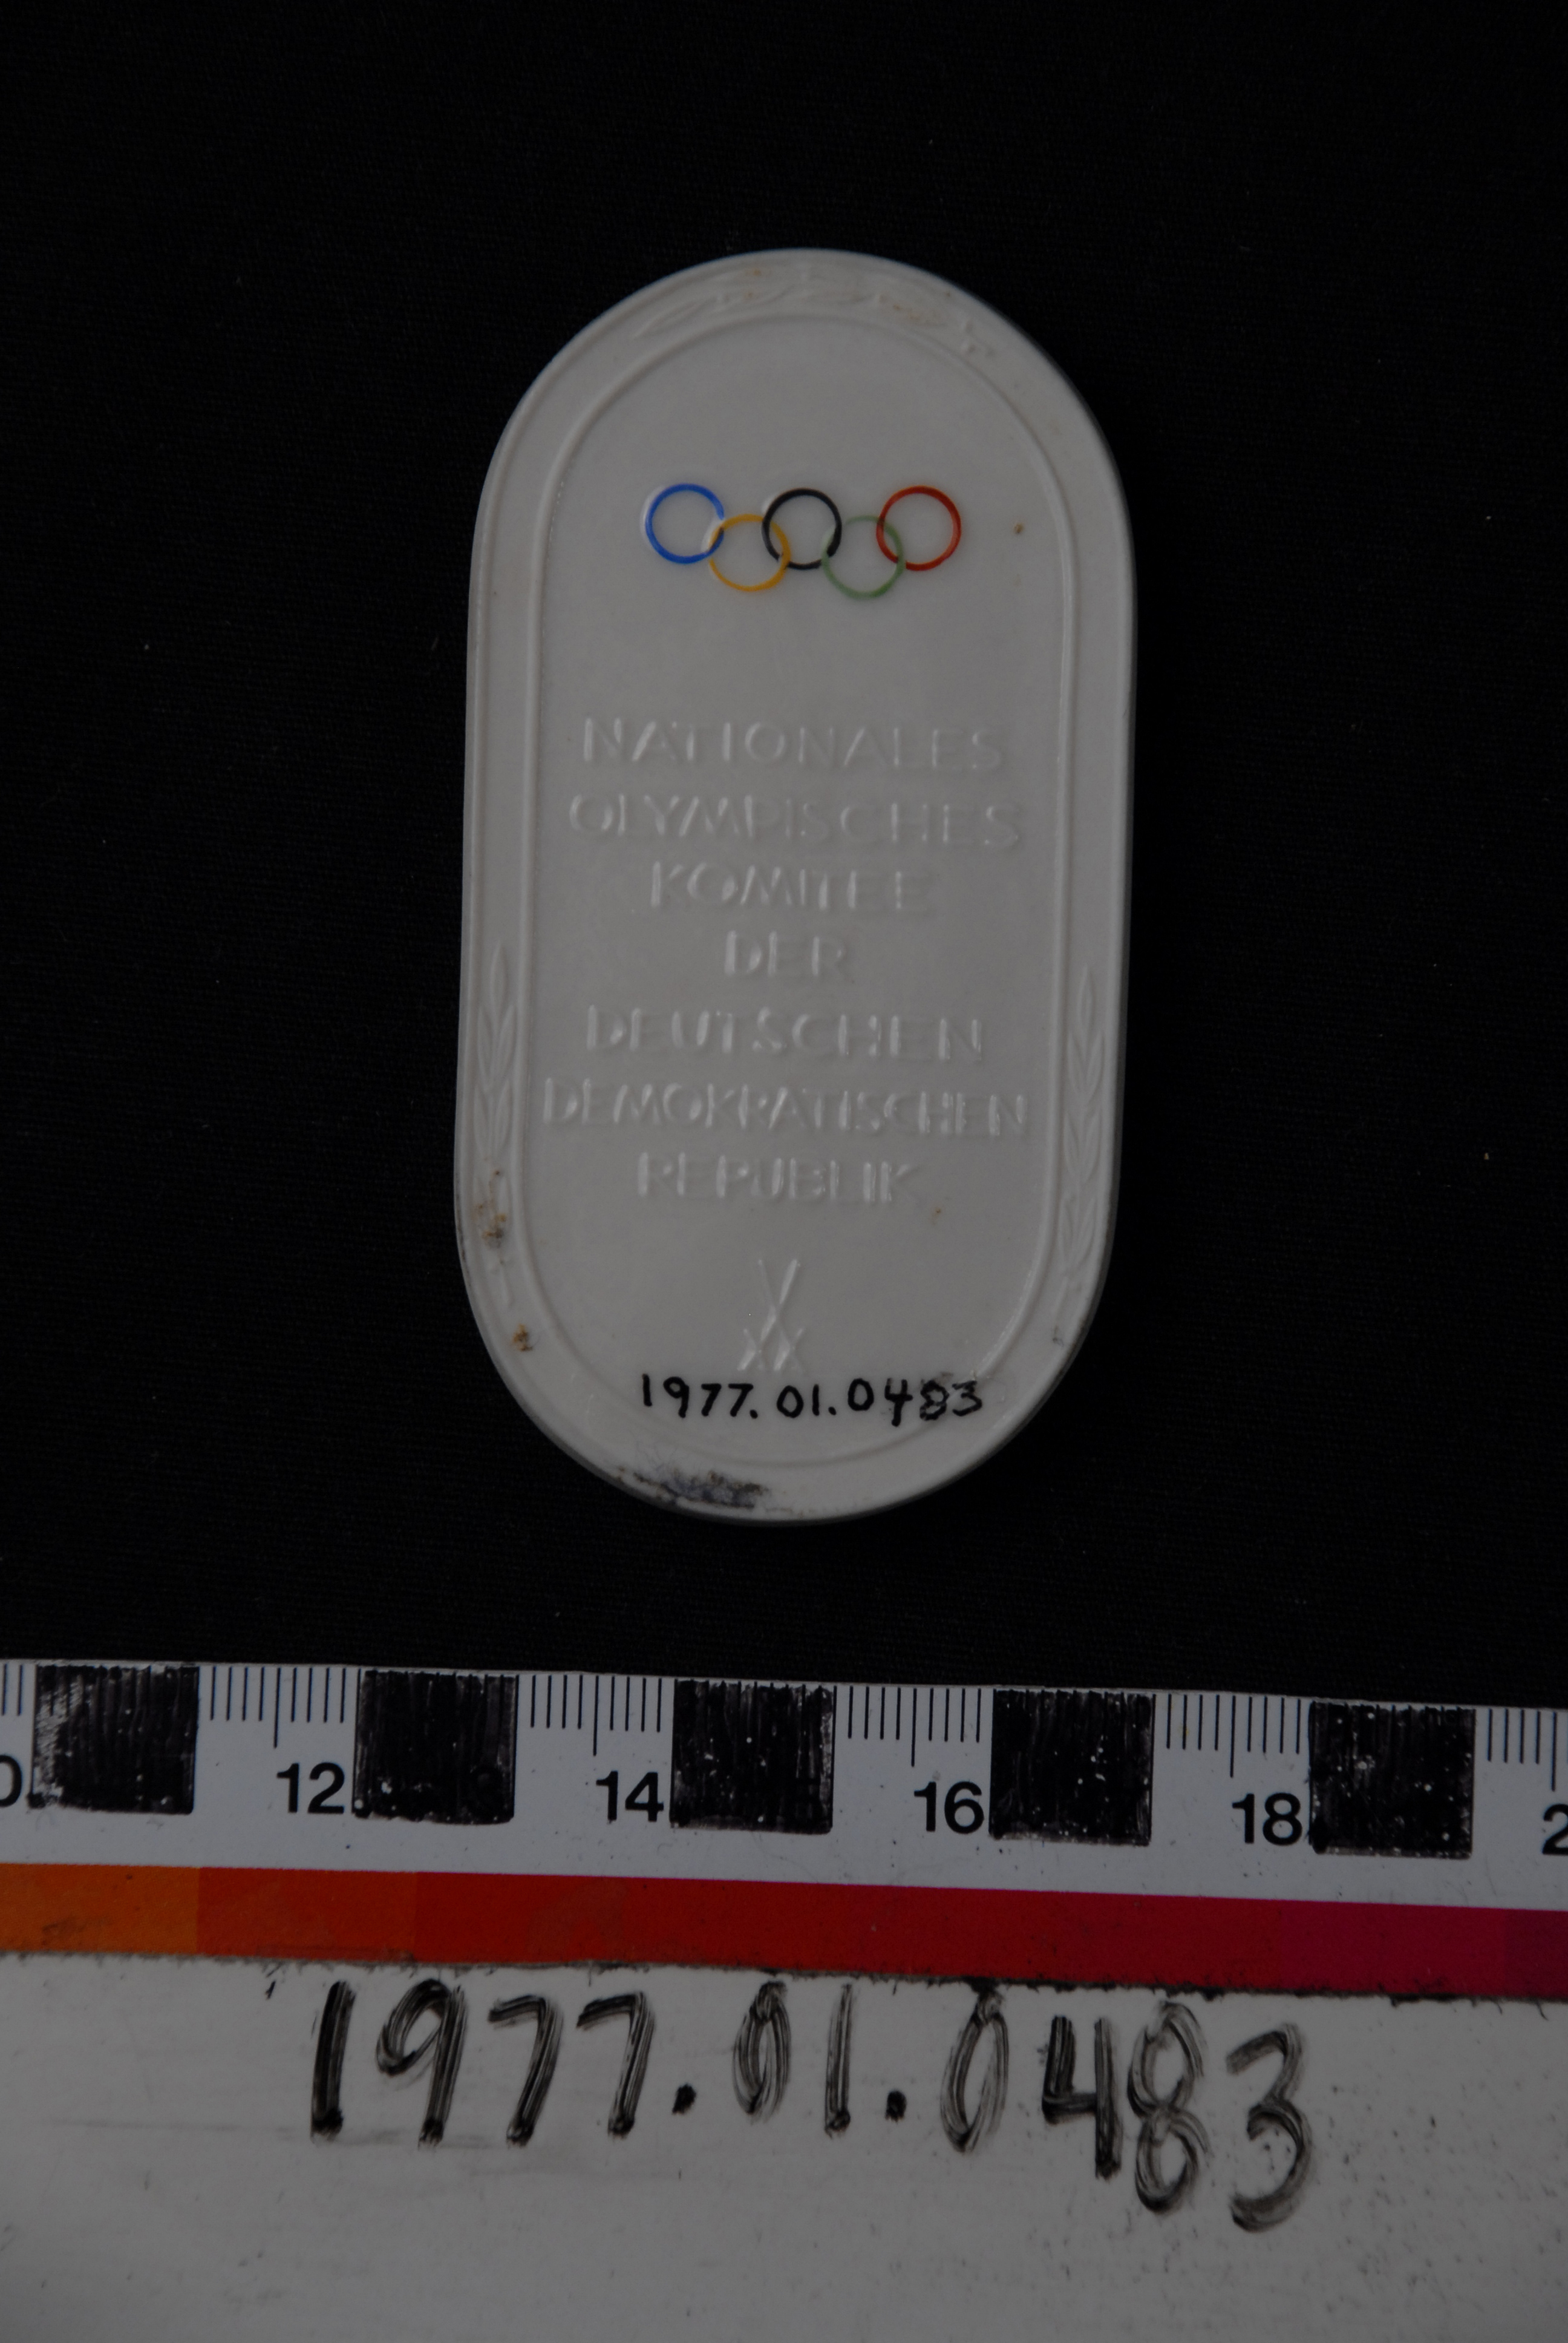 NATIONALES
OLYMPISCHES
KOMITEE
DER
DEUTSCHEN
DEMOKRATISCHEN
REPUBLIK
1977.01.0483
12 14 16 18
1977.01.0483